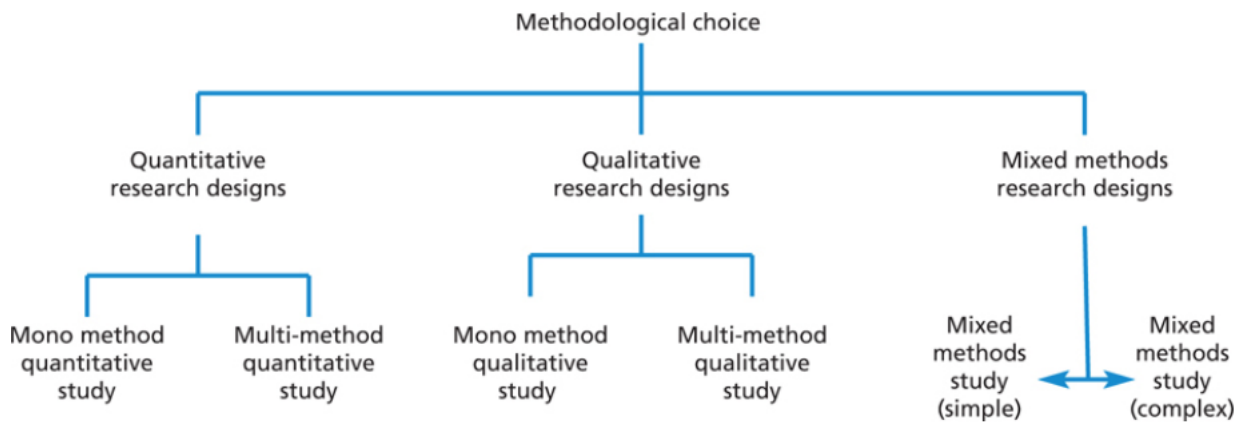 Methodological choice
Quantitative
research designs
Qualitative
research designs
Mixed methods
research designs
Mono method
quantitative
study
Multi-method
quantitative
study
Mono method
qualitative
study
Multi-method
qualitative
study
Mixed
methods
study
(simple)
Mixed
methods
study
(complex)